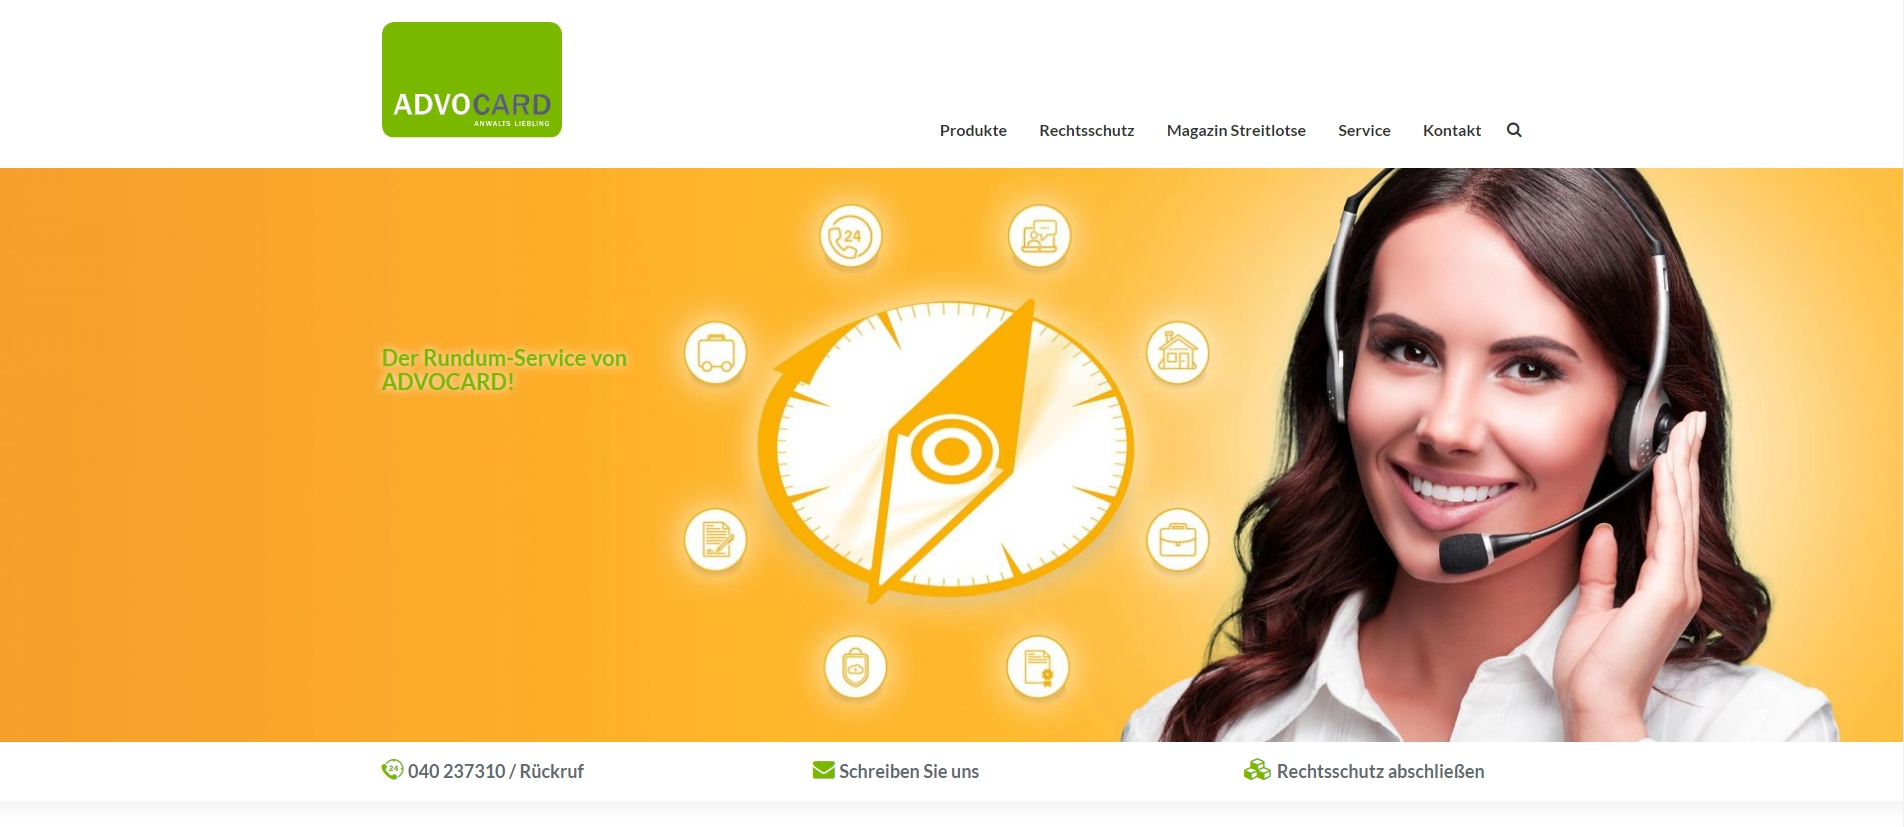 ADVOCARD
ANWALTS LIEBLING
Produkte Rechtsschutz Magazin Streitlotse Service Kontakt
24
Der Rundum-Service von
ADVOCARD!
24 040 237310 / Rückruf Schreiben Sie uns Rechtsschutz abschließen